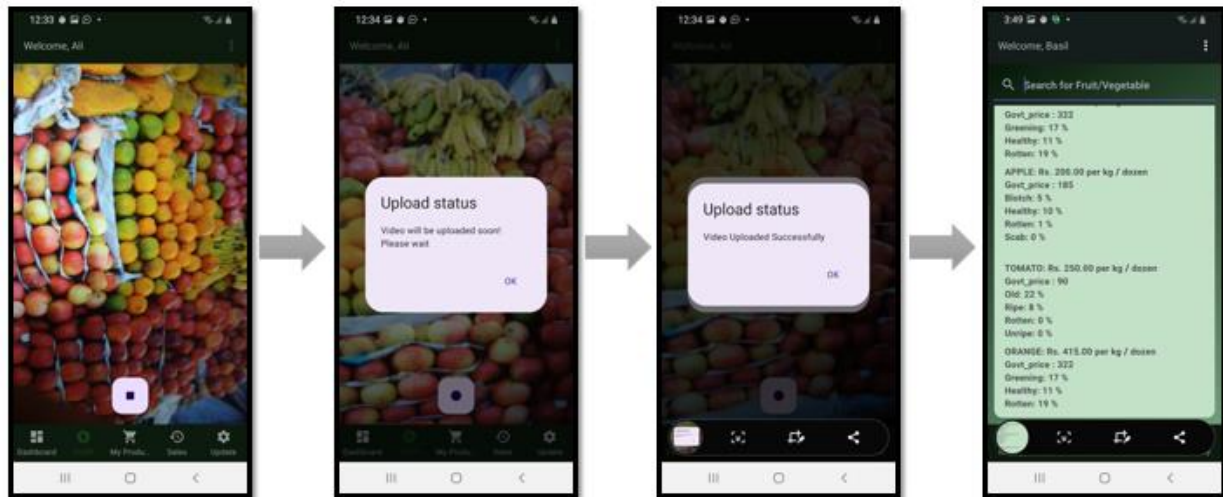 12:33
Welcome, Ali
Dashboard
My Produ..
Sales
Update
12:34
Welcome, Ali
Upload status
Video will be uploaded soon!
Please wait
OK
12:34
Upload status
Video Uploaded Successfully
OK
3:49
Welcome, Basil
Search for Fruit/Vegetable
Govt_price : 322
Greening: 17 %
Healthy: 11 %
Rotten: 19 %
APPLE: Rs. 200.00 per kg / dozen
Govt_price : 185
Blotch: 5 %
Healthy: 10 %
Rotten: 1 %
Scab: 0 %
TOMATO: Rs. 250.00 per kg / dozen
Govt_price : 90
Old: 22 %
Ripe: 8 %
Rotten: 0 %
Unripe: 0 %
ORANGE: Rs. 415.00 per kg / dozen
Govt_price : 322
Greening: 17 %
Healthy: 11 %
Rotten: 19 %